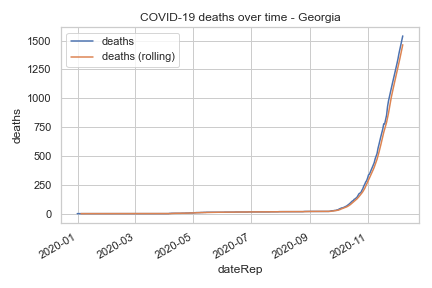 COVID-19 deaths over time - Georgia
deaths
deaths (rolling)
1500
1250
1000
750
500
250
0
deaths
2020-01
2020-03
2020-05
2020-07
2020-09
2020-11
dateRep